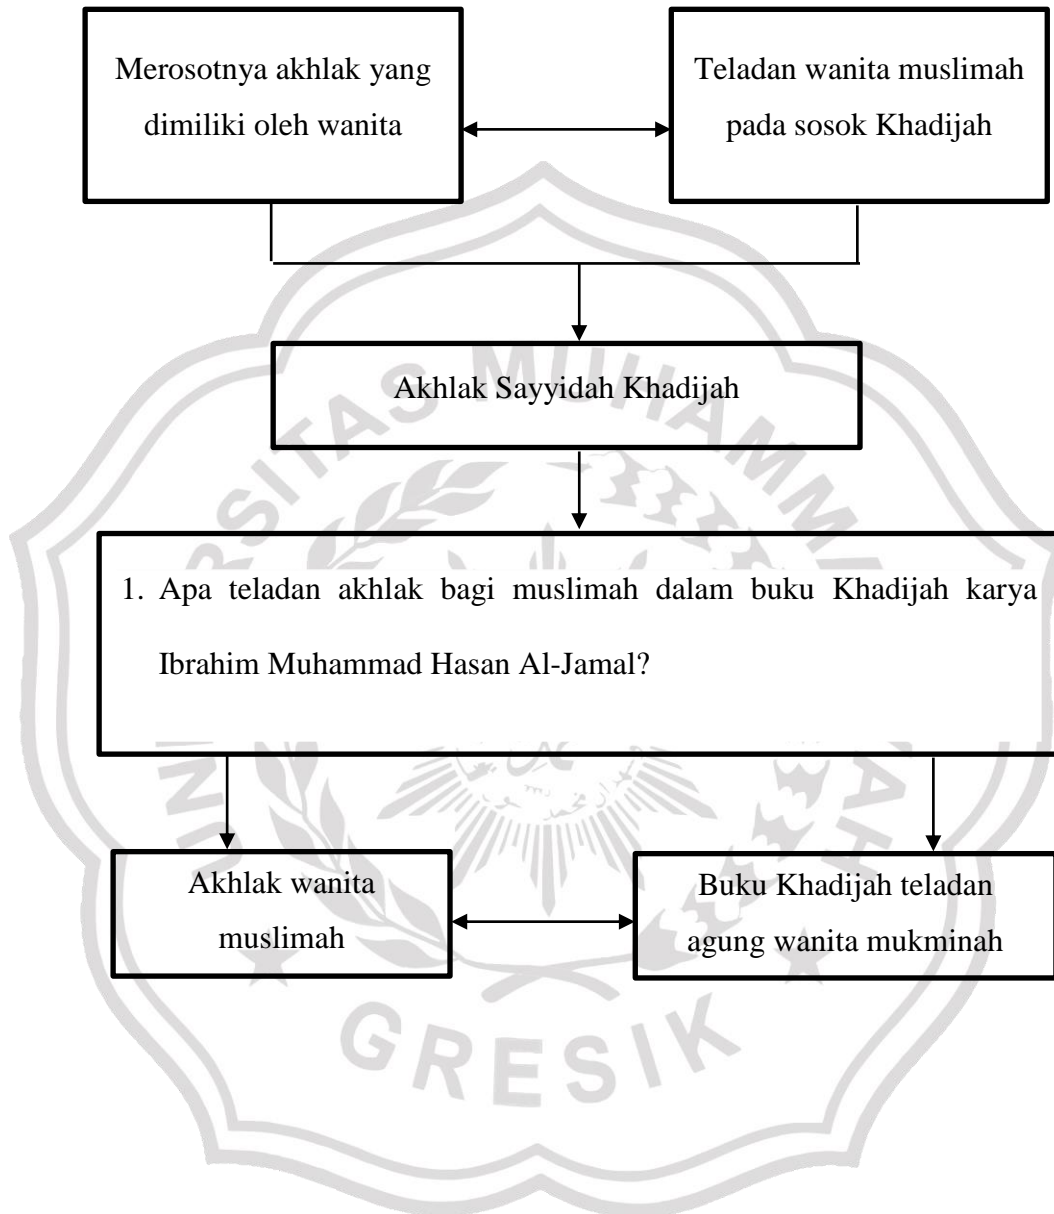 Merosotnya akhlak yang
dimiliki oleh wanita
Teladan wanita muslimah
pada sosok Khadijah
Akhlak Sayyidah Khadijah
1. Apa teladan akhlak bagi muslimah dalam buku Khadijah karya
Ibrahim Muhammad Hasan Al-Jamal?
Akhlak wanita
muslimah
Buku Khadijah teladan
agung wanita mukminah
GRESIK